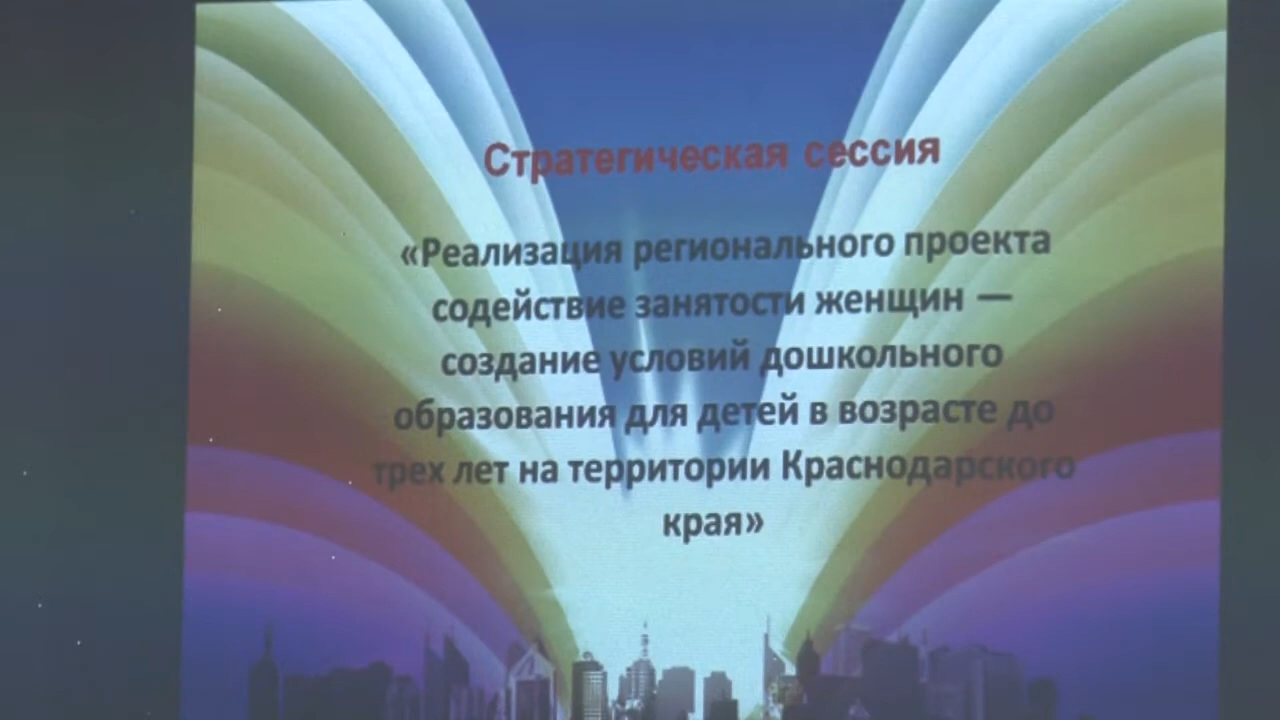 Стратегическая сессия
«Реализация регионального проекта
содействие занятости женщин —
создание условий дошкольного
образования для детей в возрасте до
трех лет на территории Краснодарского
края»